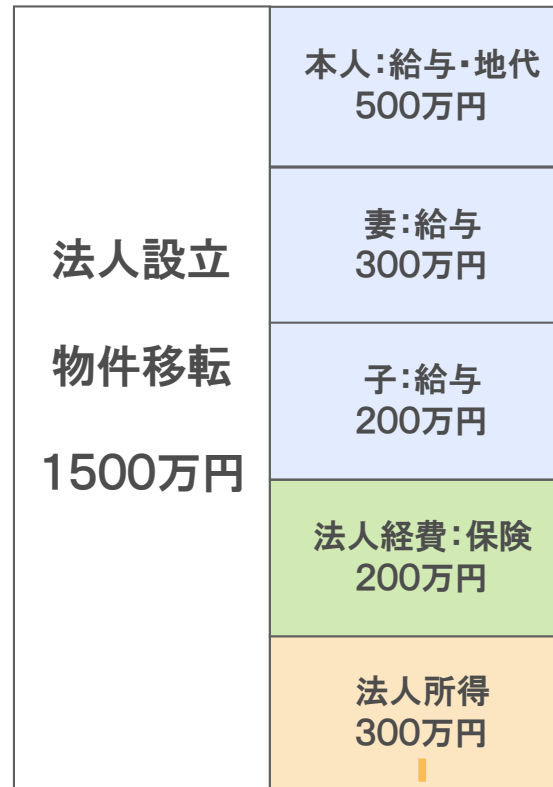 法人設立
物件移転
1500万円
本人：給与・地代
500万円
妻：給与
300万円
子：給与
200万円
法人経費：保険
200万円
法人所得
300万円